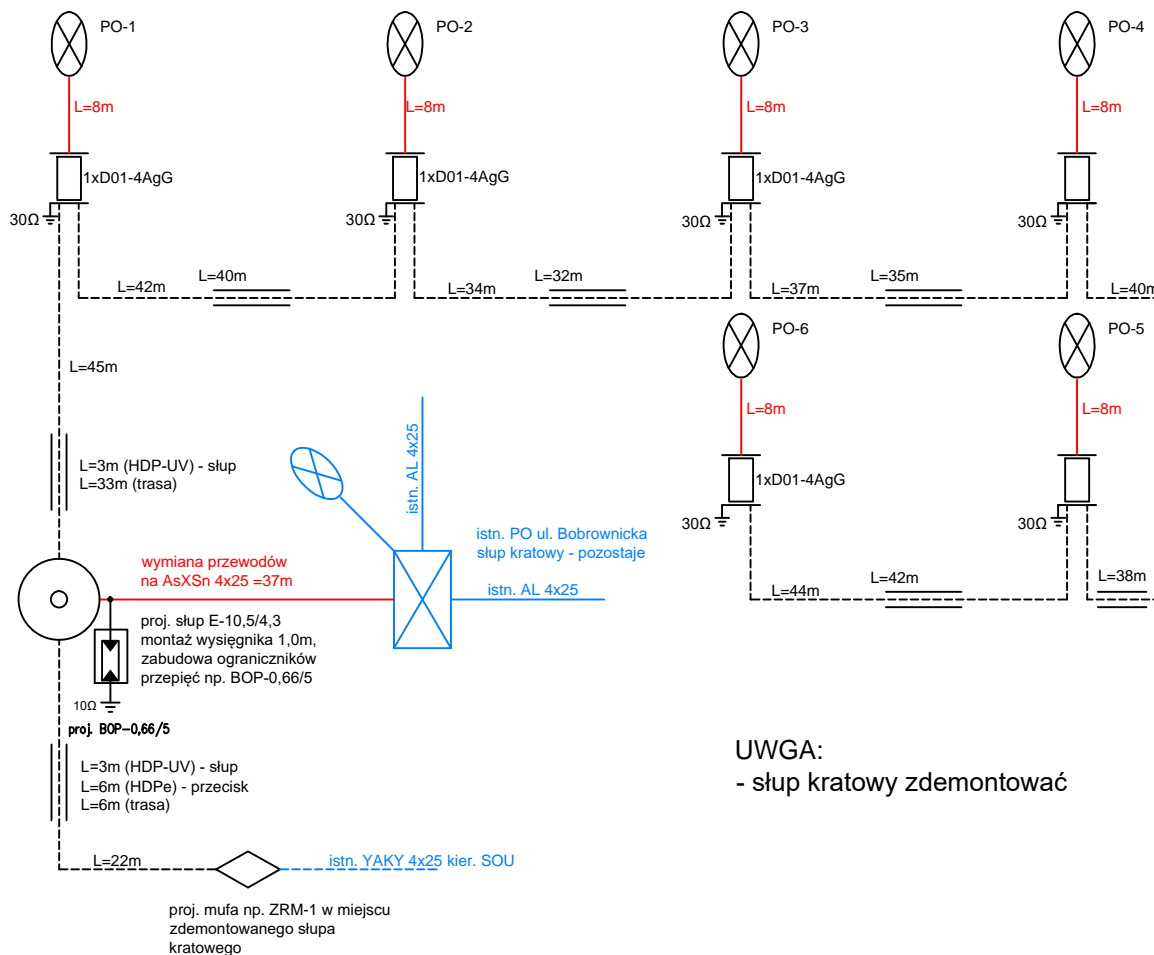 PO-1
PO-2
PO-3
PO-4
L=8m
L=8m
L=8m
L=8m
1xD01-4AgG
1xD01-4AgG
1xD01-4AgG
30Ω
30Ω
30Ω
30Ω
L=40m
L=32m
L=35m
L=42m
L=34m
L=37m
L=40m
PO-6
PO-5
L=45m
L=8m
L=8m
L=3m (HDP-UV) - słup
L=33m (trasa)
istn. AL 4x25
1xD01-4AgG
30Ω
30Ω
istn. PO ul. Bobrownicka
słup kratowy - pozostaje
wymiana przewodów
na AsXSn 4x25 =37m
istn. AL 4x25
L=44m
L=42m
L=38m
proj. słup E-10,5/4,3
montaż wysięgnika 1,0m,
zabudowa ograniczników
przepięć np. BOP-0,66/5
10Ω
proj. BOP-0,66/5
L=3m (HDP-UV) - słup
L=6m (HDPe) - przecisk
L=6m (trasa)
UWGA:
- słup kratowy zdemontować
L=22m
istn. YAKY 4x25 kier. SOU
proj. mufa np. ZRM-1 w miejscu
zdemontowanego słupa
kratowego